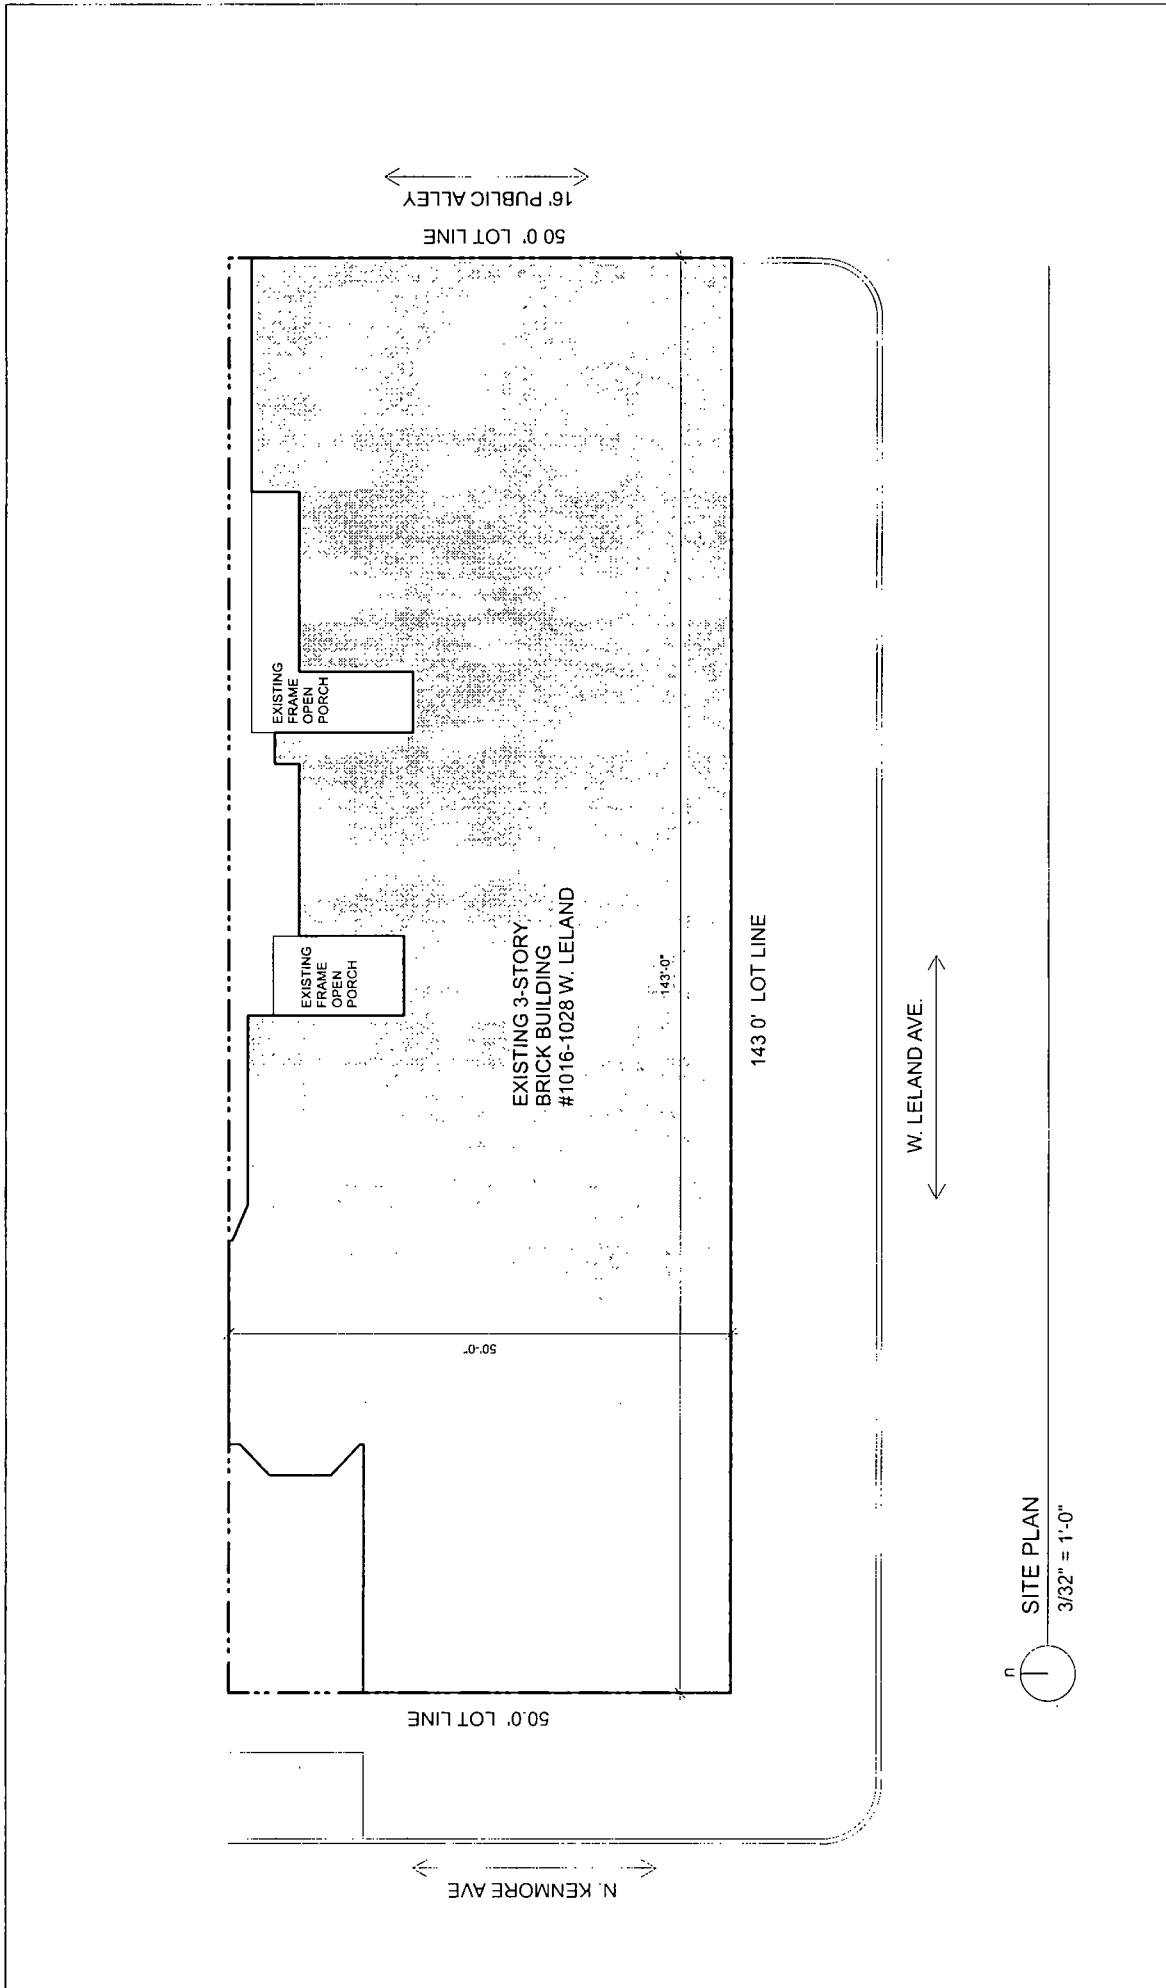 16' PUBLIC ALLEY
50 0' LOT LINE
EXISTING
FRAME
OPEN
PORCH
EXISTING
FRAME
OPEN
PORCH
EXISTING 3-STORY
BRICK BUILDING
#1016-1028 W. LELAND
143'-0"
143 0' LOT LINE
W. LELAND AVE.
50'-0"
50.0' LOT LINE
N. KENMORE AVE
n
SITE PLAN
3/32" = 1'-0"